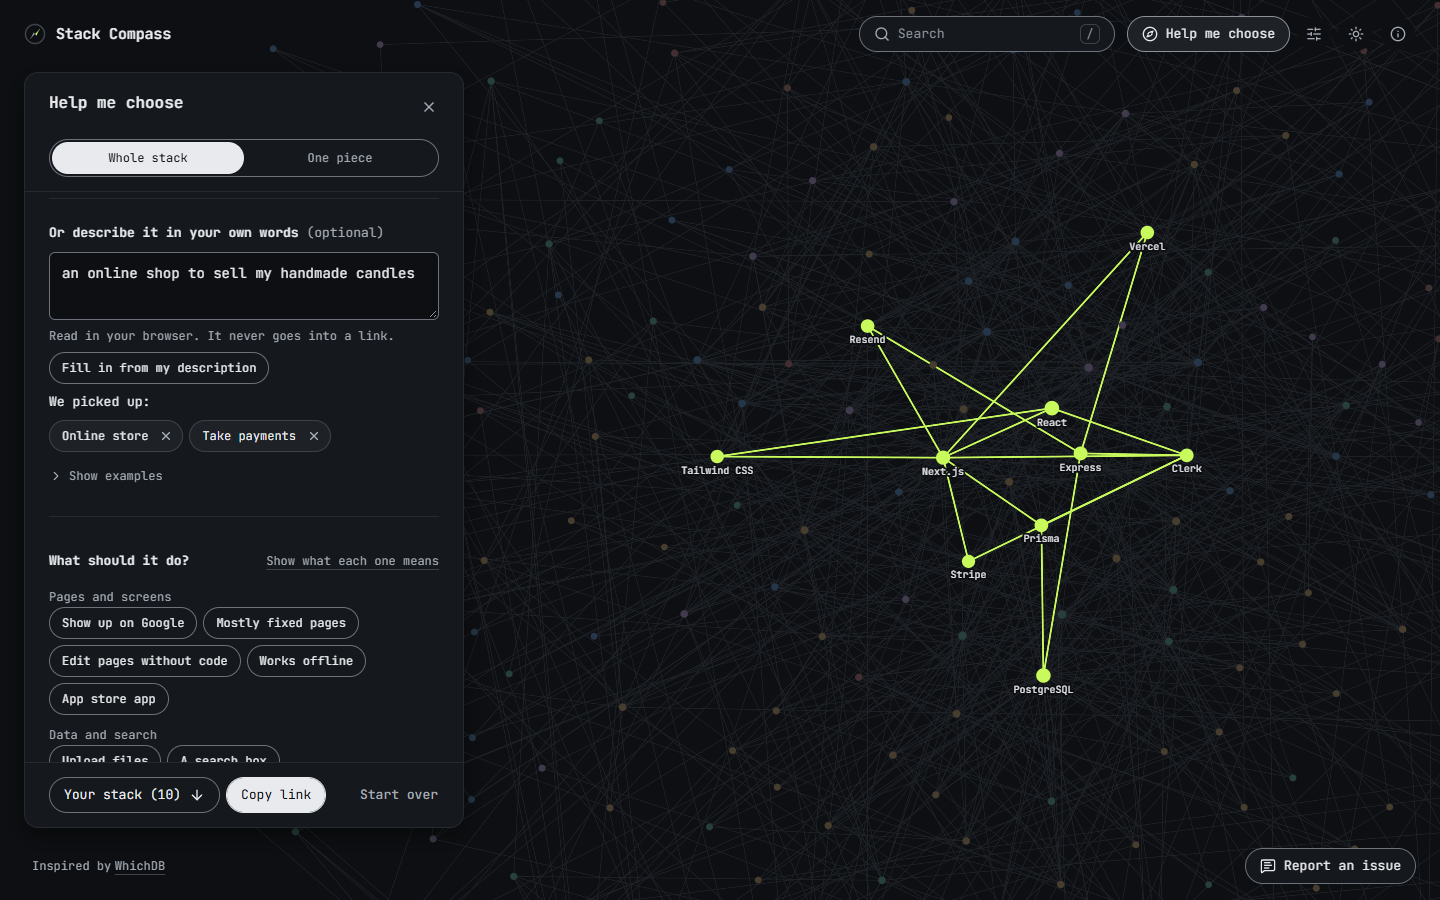 Stack Compass
Search /
Help me choose
Help me choose
Whole stack
One piece
Or describe it in your own words (optional)
an online shop to sell my handmade candles
Read in your browser. It never goes into a link.
Fill in from my description
We picked up:
Online store
Take payments
Show examples
What should it do?
Show what each one means
Pages and screens
Show up on Google
Mostly fixed pages
Edit pages without code
Works offline
App store app
Data and search
Upload files
A search box
Your stack (10)
Copy link
Start over
Inspired by WhichDB
Vercel
Resend
React
Tailwind CSS
Next.js
Express
Clerk
Prisma
Stripe
PostgreSQL
Report an issue